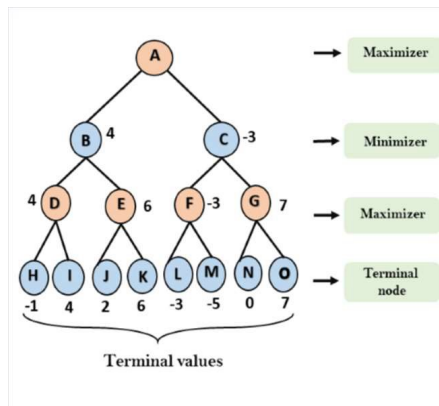 A
Maximizer
B 4
C -3
Minimizer
4 D
E 6
F -3
G 7
Maximizer
H I J K L M N O
Terminal
node
-1 4 2 6 -3 -5 0 7
Terminal values